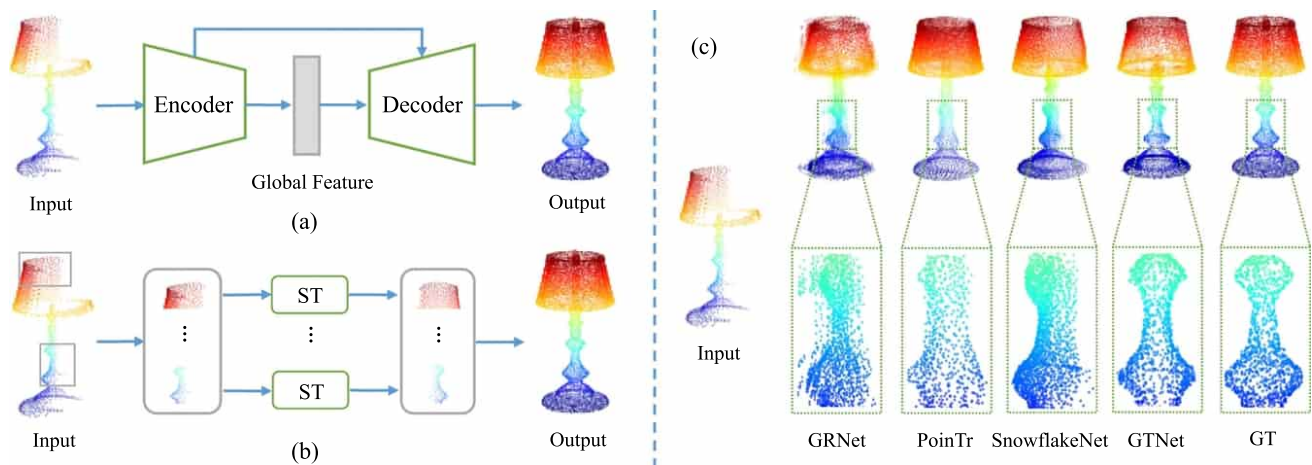 Encoder
Decoder
Global Feature
Input
Output
(a)
ST
ST
Input
Output
(b)
(c)
Input
GRNet
PoinTr
SnowflakeNet
GTNet
GT